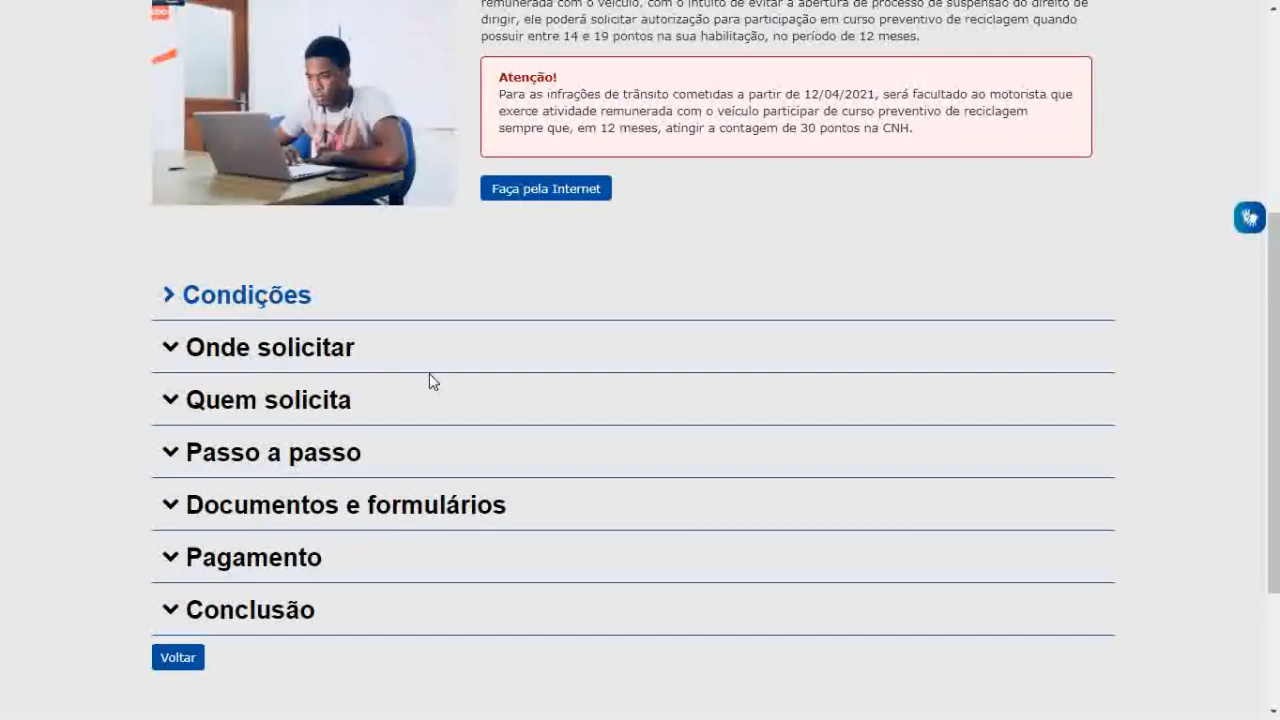 remunerada com o veículo, com o intuito de evitar a abertura de processo de suspensão do direito de
dirigir, ele poderá solicitar autorização para participação em curso preventivo de reciclagem quando
possuir entre 14 e 19 pontos na sua habilitação, no período de 12 meses.
Atenção!
Para as infrações de trânsito cometidas a partir de 12/04/2021, será facultado ao motorista que
exerce atividade remunerada com o veículo participar de curso preventivo de reciclagem
sempre que, em 12 meses, atingir a contagem de 30 pontos na CNH.
Faça pela Internet
Condições
Onde solicitar
Quem solicita
Passo a passo
Documentos e formulários
Pagamento
Conclusão
Voltar